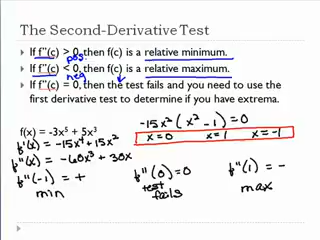 The Second-Derivative Test
If f"(c) > 0, then f(c) is a relative minimum.
pos.
If f"(c) < 0, then f(c) is a relative maximum.
neg
If f"(c) = 0, then the test fails and you need to use the
first derivative test to determine if you have extrema.
-15x²(x² - 1) = 0
f(x) = -3x⁵ + 5x³
x = 0 x = 1 x = -1
f'(x) = -15x⁴ + 15x²
f"(x) = -60x³ + 30x
f"(-1) = + f"(0) = 0 f"(1) = -
min test fails max